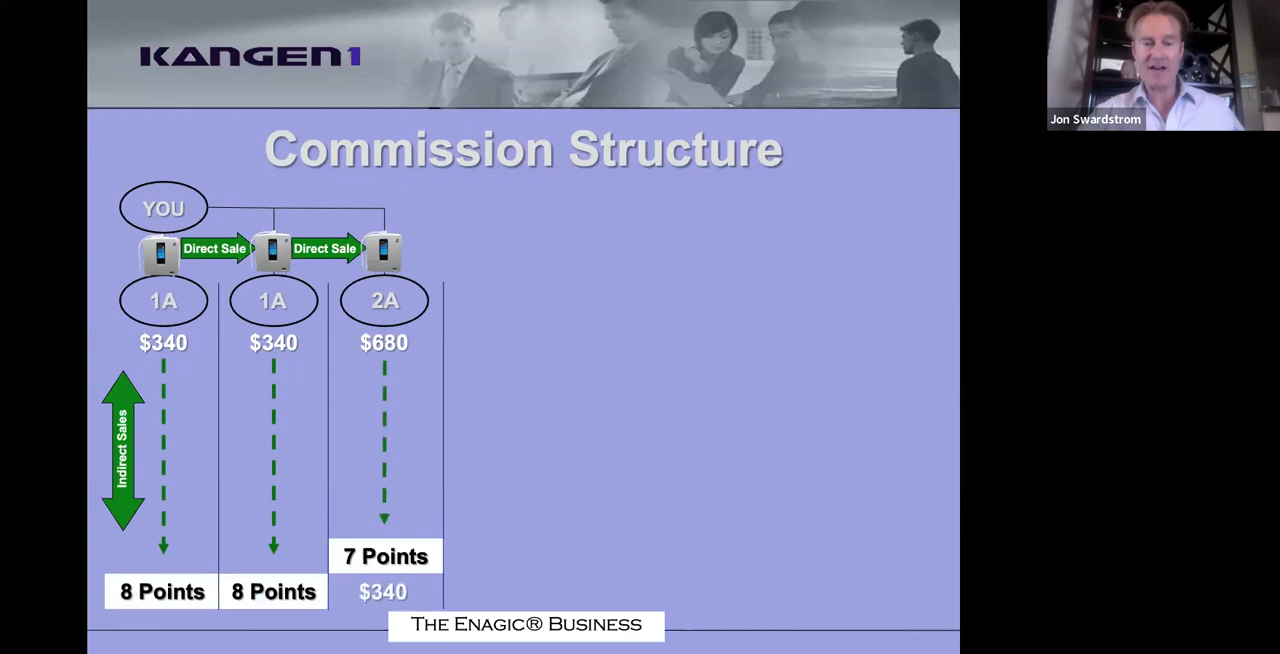 KANGEN1
Jon Swardstrom
Commission Structure
YOU
Direct Sale
Direct Sale
1A
1A
2A
$340
$340
$680
Indirect Sales
7 Points
8 Points
8 Points
$340
THE ENAGIC® BUSINESS